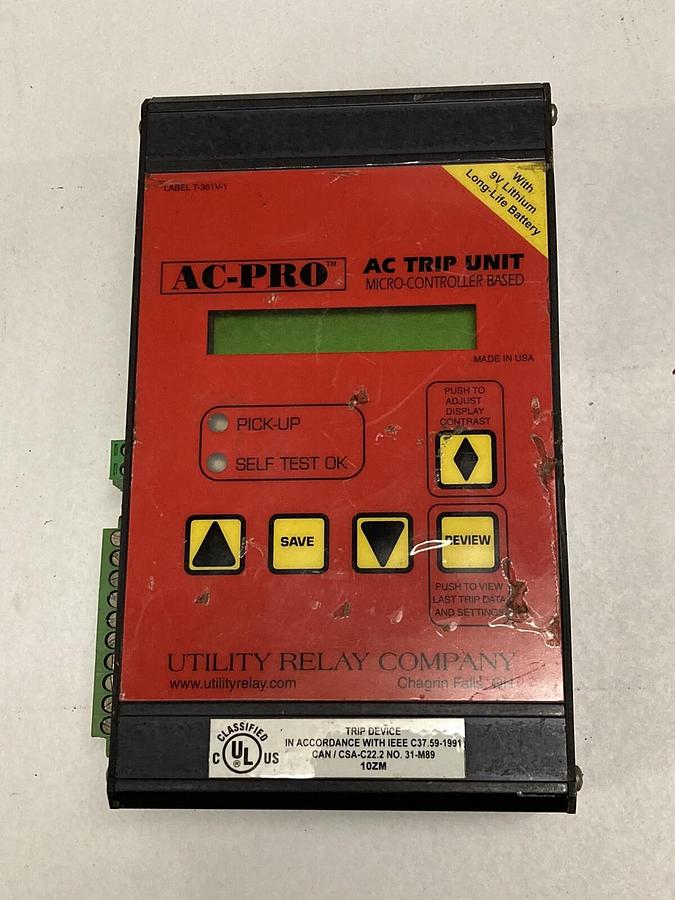 LABEL T-361V-1
With
9V Lithium
Long-Life Battery
AC-PRO™
AC TRIP UNIT
MICRO-CONTROLLER BASED
MADE IN USA
PUSH TO
ADJUST
DISPLAY
CONTRAST
PICK-UP
SELF TEST OK
SAVE
REVIEW
PUSH TO VIEW
LAST TRIP DATA
AND SETTINGS
UTILITY RELAY COMPANY
www.utilityrelay.com
Chagrin Falls, OH
CLASSIFIED
C UL US
TRIP DEVICE
IN ACCORDANCE WITH IEEE C37.59-1991
CAN / CSA-C22.2 NO. 31-M89
10ZM